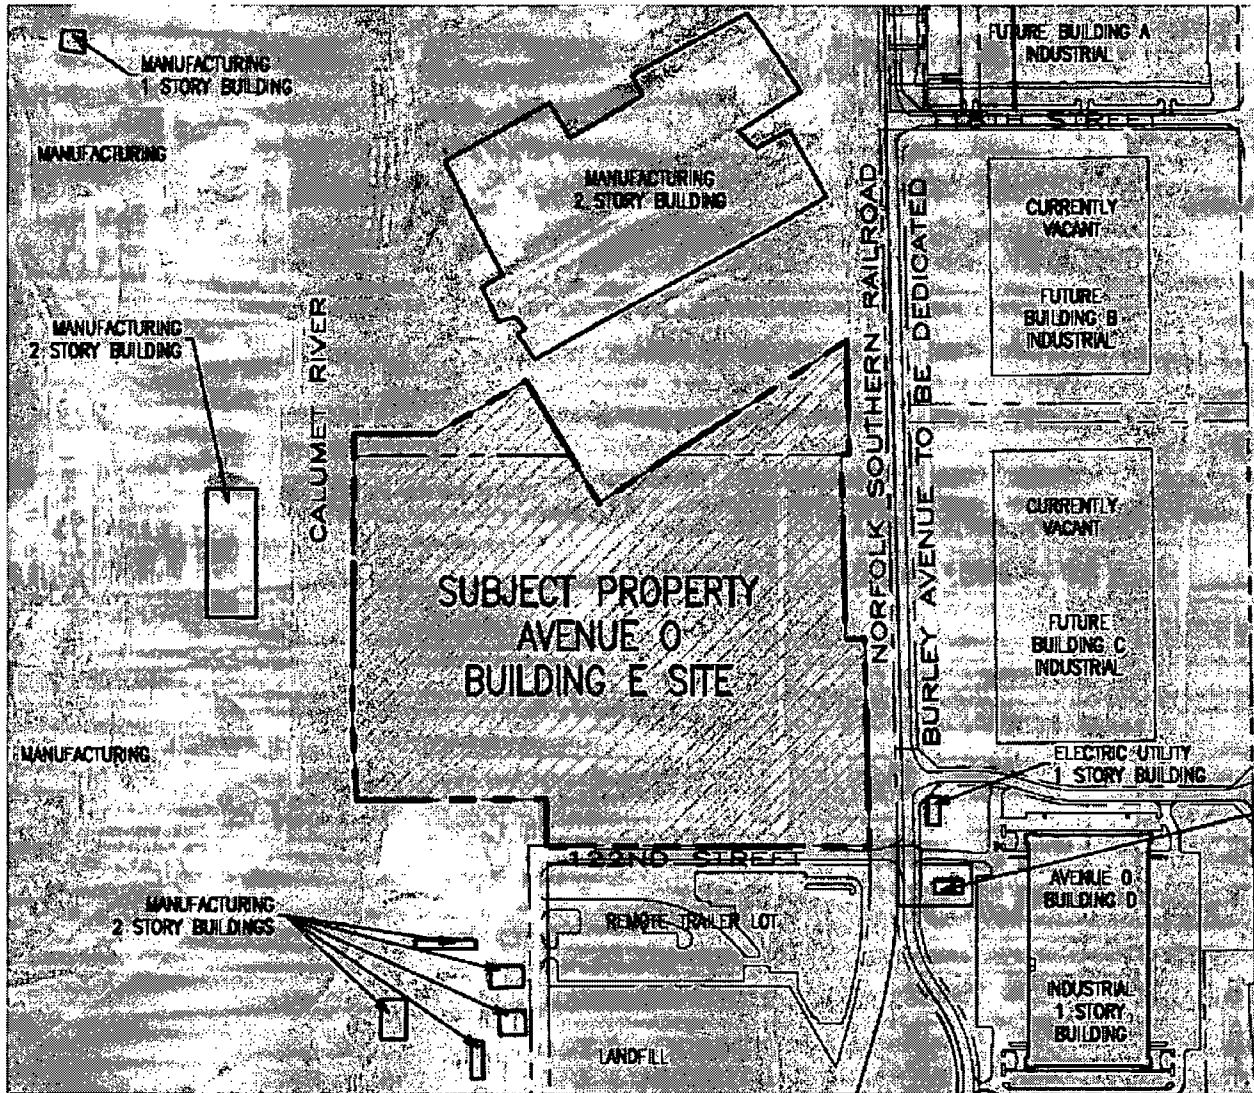 FUTURE BUILDING A
INDUSTRIAL
MANUFACTURING
1 STORY BUILDING
118TH STREET
MANUFACTURING
MANUFACTURING
2 STORY BUILDING
CURRENTLY
VACANT
FUTURE
BUILDING B
INDUSTRIAL
MANUFACTURING
2 STORY BUILDING
CALUMET RIVER
NORFOLK SOUTHERN RAILROAD
BURLEY AVENUE TO BE DEDICATED
CURRENTLY
VACANT
FUTURE
BUILDING C
INDUSTRIAL
SUBJECT PROPERTY
AVENUE O
BUILDING E SITE
MANUFACTURING
ELECTRIC UTILITY
1 STORY BUILDING
122ND STREET
AVENUE O
BUILDING D
MANUFACTURING
2 STORY BUILDINGS
REMOTE TRAILER LOT
INDUSTRIAL
1 STORY
BUILDING
LANDFILL